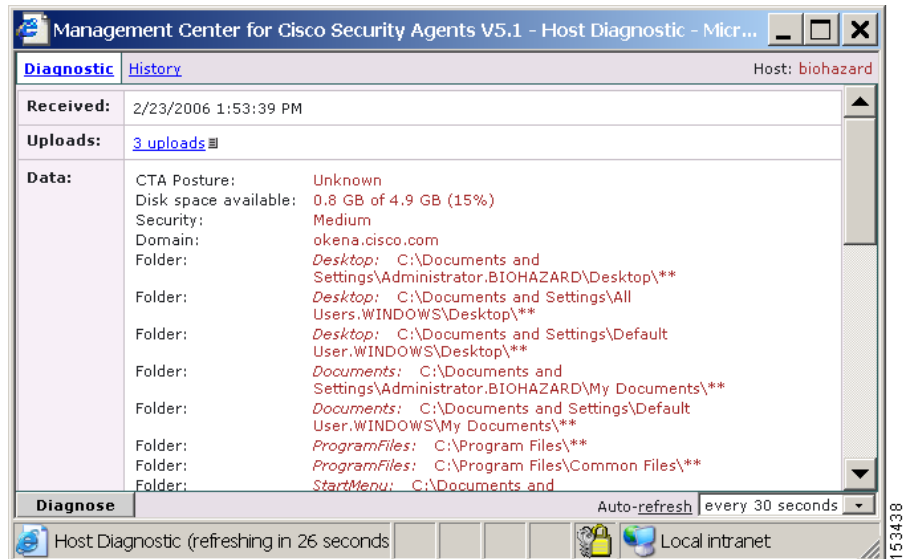 Management Center for Cisco Security Agents V5.1 - Host Diagnostic - Micr...
Diagnostic History Host: biohazard
Received: 2/23/2006 1:53:39 PM
Uploads: 3 uploads
Data: CTA Posture: Unknown
Disk space available: 0.8 GB of 4.9 GB (15%)
Security: Medium
Domain: okena.cisco.com
Folder: Desktop: C:\Documents and
Settings\Administrator.BIOHAZARD\Desktop\**
Folder: Desktop: C:\Documents and Settings\All
Users.WINDOWS\Desktop\**
Folder: Desktop: C:\Documents and Settings\Default
User.WINDOWS\Desktop\**
Folder: Documents: C:\Documents and
Settings\Administrator.BIOHAZARD\My Documents\**
Folder: Documents: C:\Documents and Settings\Default
User.WINDOWS\My Documents\**
Folder: ProgramFiles: C:\Program Files\**
Folder: ProgramFiles: C:\Program Files\Common Files\**
Folder: StartMenu: C:\Documents and
Diagnose Auto-refresh every 30 seconds
Host Diagnostic (refreshing in 26 seconds Local intranet
153438